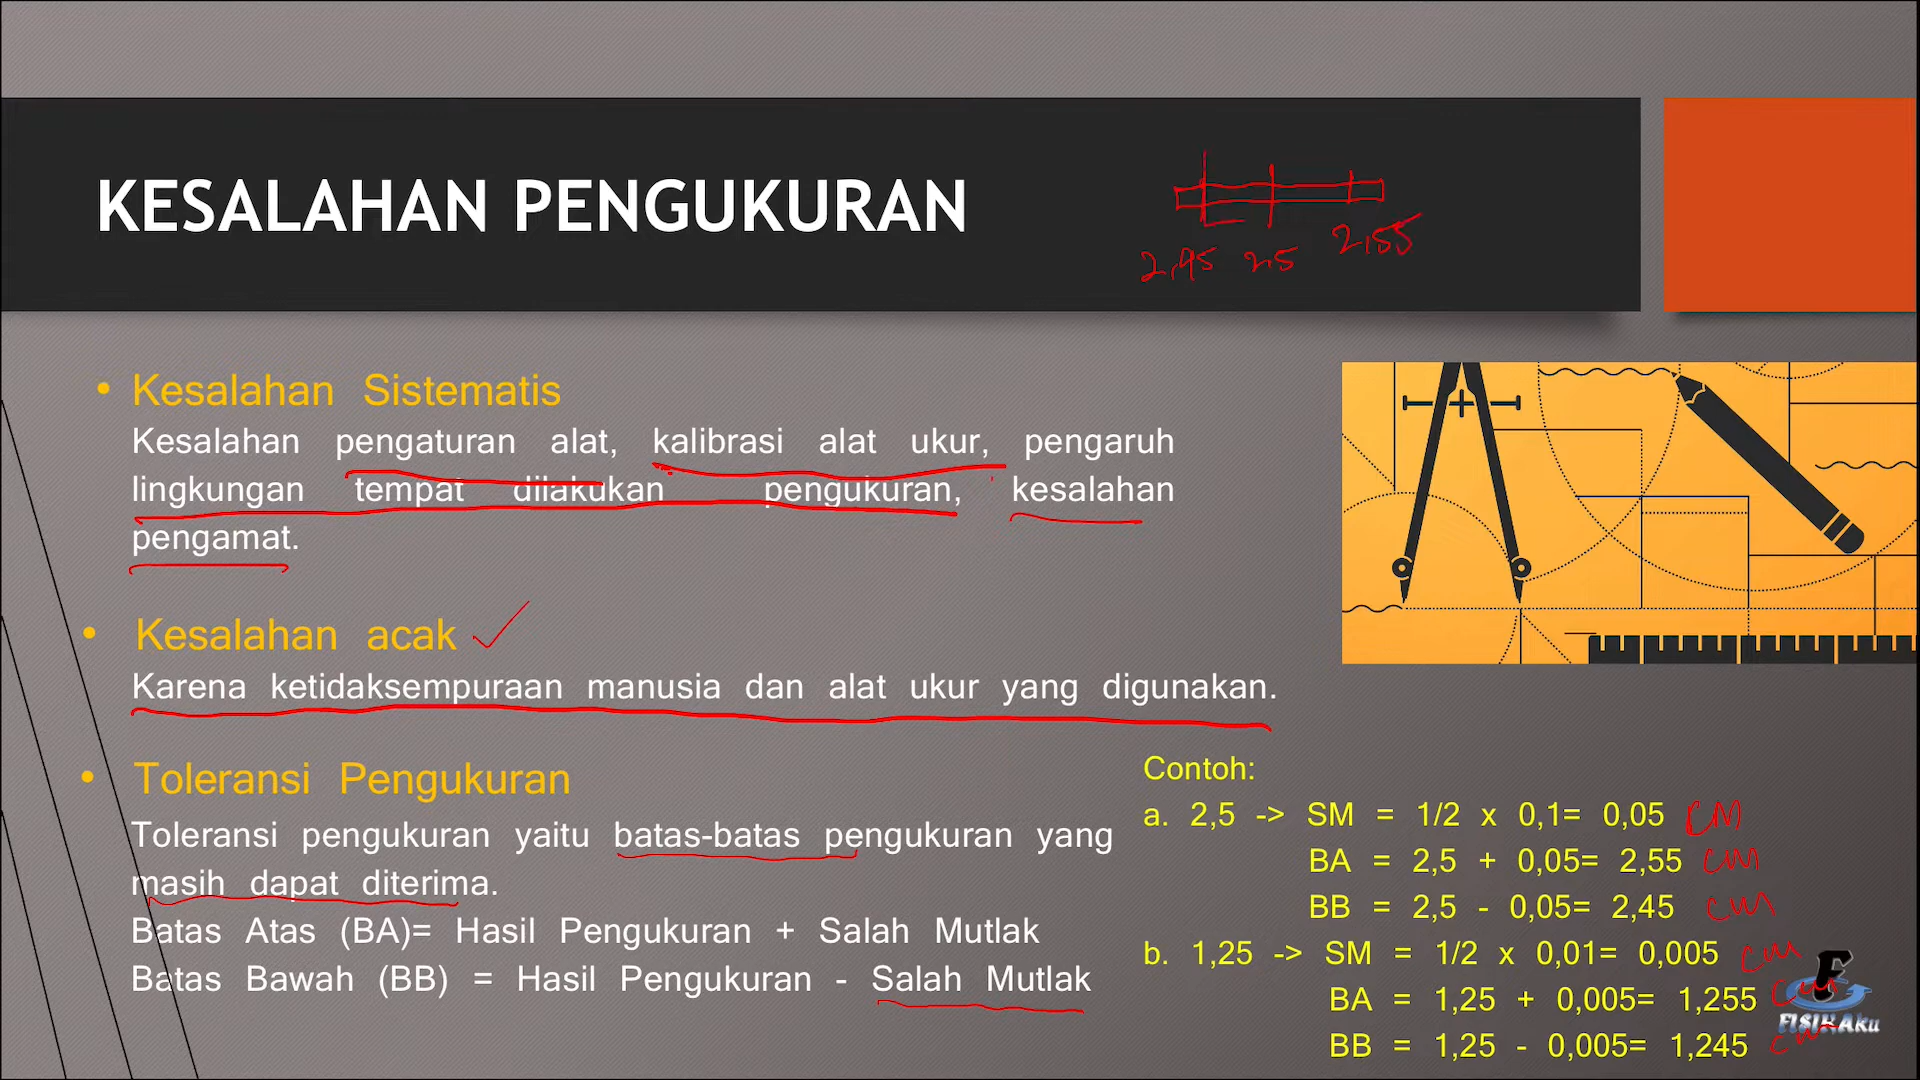 KESALAHAN PENGUKURAN
2,45 2,5 2,55
• Kesalahan Sistematis
Kesalahan pengaturan alat, kalibrasi alat ukur, pengaruh
lingkungan tempat dilakukan pengukuran, kesalahan
pengamat.
• Kesalahan acak
Karena ketidaksempuraan manusia dan alat ukur yang digunakan.
• Toleransi Pengukuran
Toleransi pengukuran yaitu batas-batas pengukuran yang
masih dapat diterima.
Batas Atas (BA)= Hasil Pengukuran + Salah Mutlak
Batas Bawah (BB) = Hasil Pengukuran - Salah Mutlak
Contoh:
a. 2,5 -> SM = 1/2 x 0,1= 0,05 CM
BA = 2,5 + 0,05= 2,55 CM
BB = 2,5 - 0,05= 2,45 CM
b. 1,25 -> SM = 1/2 x 0,01= 0,005 CM
BA = 1,25 + 0,005= 1,255 CM
BB = 1,25 - 0,005= 1,245 CM
F
FISIKAku